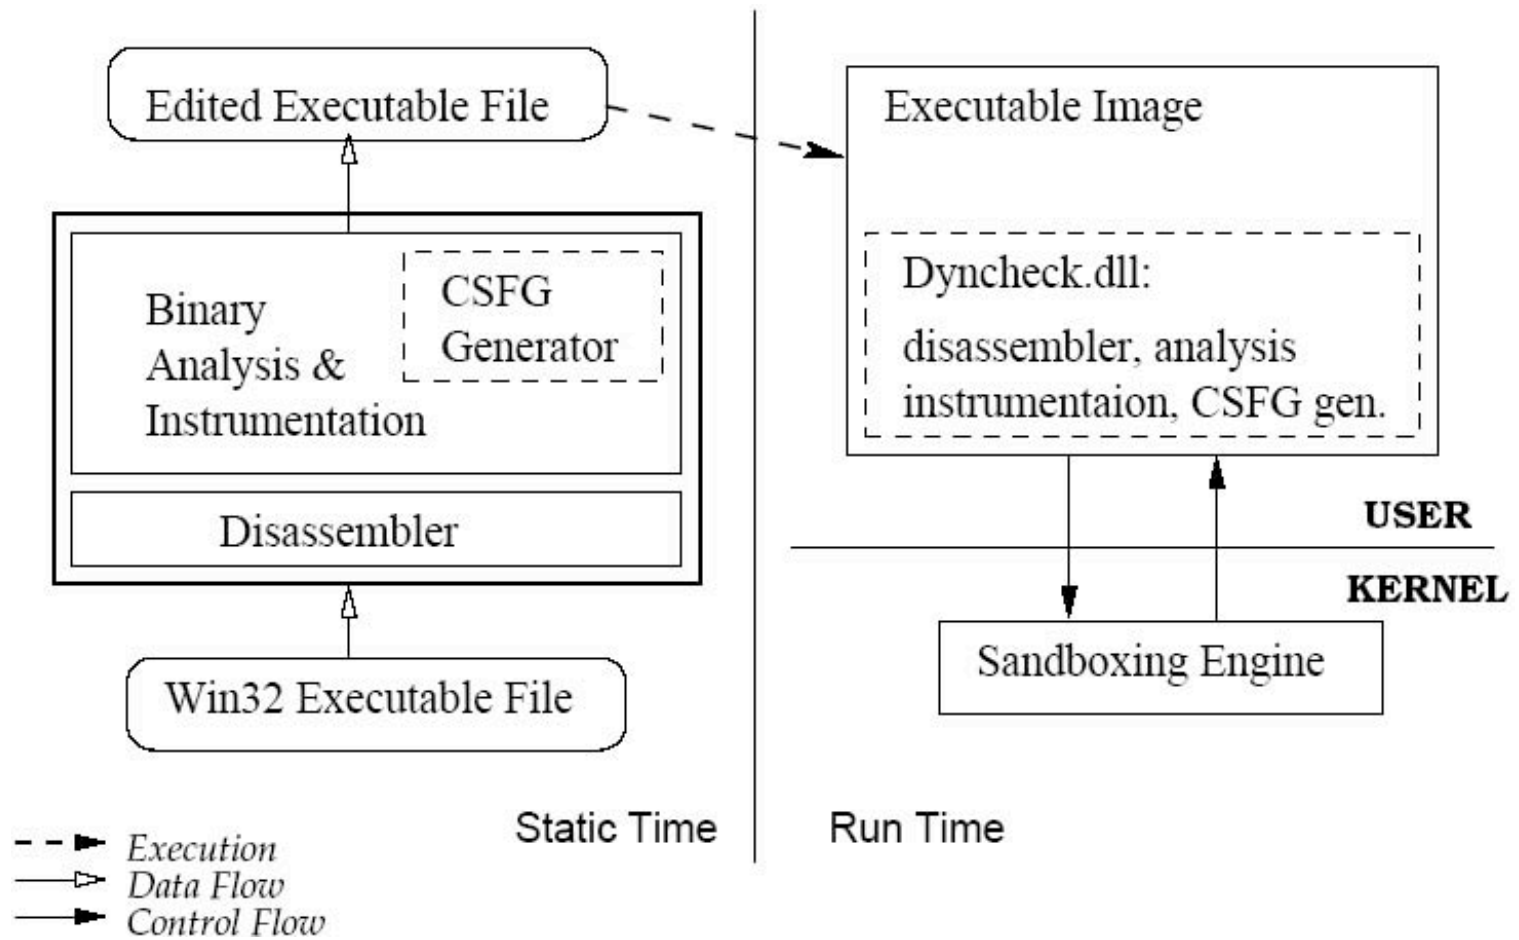 Edited Executable File
Binary
Analysis &
Instrumentation
CSFG
Generator
Disassembler
Win32 Executable File
Static Time
Execution
Data Flow
Control Flow
Executable Image
Dyncheck.dll:
disassembler, analysis
instrumentaion, CSFG gen.
USER
KERNEL
Sandboxing Engine
Run Time